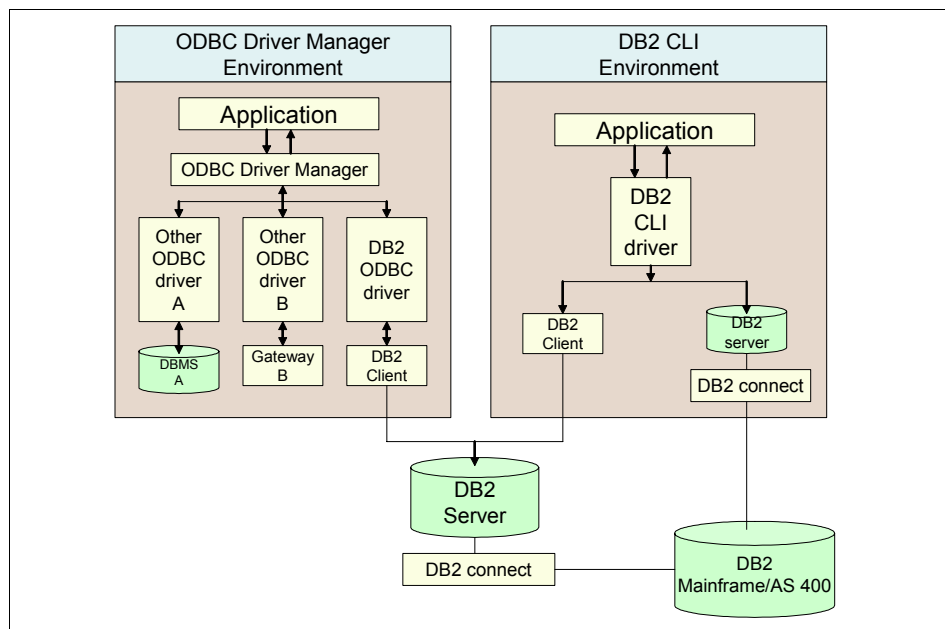 ODBC Driver Manager
Environment
Application
ODBC Driver Manager
Other
ODBC
driver
A
Other
ODBC
driver
B
DB2
ODBC
driver
DBMS
A
Gateway
B
DB2
Client
DB2 CLI
Environment
Application
DB2
CLI
driver
DB2
Client
DB2
server
DB2 connect
DB2
Server
DB2 connect
DB2
Mainframe/AS 400